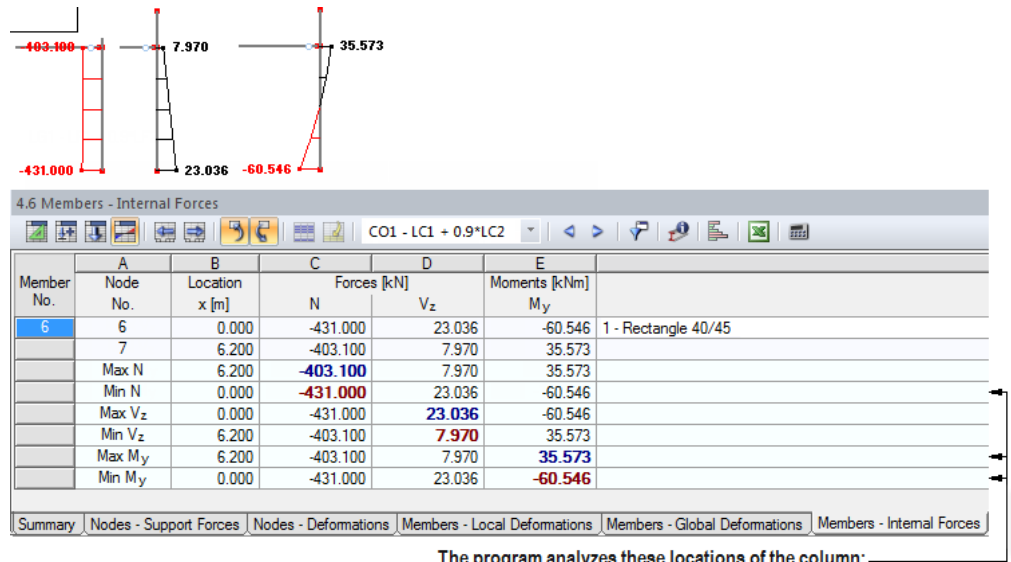 -403.100 7.970 35.573
-431.000 23.036 -60.546
4.6 Members - Internal Forces
CO1 - LC1 + 0.9*LC2
A B C D E
Member Node Location Forces [kN] Moments [kNm]
No. No. x [m] N Vz My
6 6 0.000 -431.000 23.036 -60.546 1 - Rectangle 40/45
7 6.200 -403.100 7.970 35.573
Max N 6.200 -403.100 7.970 35.573
Min N 0.000 -431.000 23.036 -60.546
Max Vz 0.000 -431.000 23.036 -60.546
Min Vz 6.200 -403.100 7.970 35.573
Max My 6.200 -403.100 7.970 35.573
Min My 0.000 -431.000 23.036 -60.546
Summary Nodes - Support Forces Nodes - Deformations Members - Local Deformations Members - Global Deformations Members - Internal Forces
The program analyzes these locations of the column: